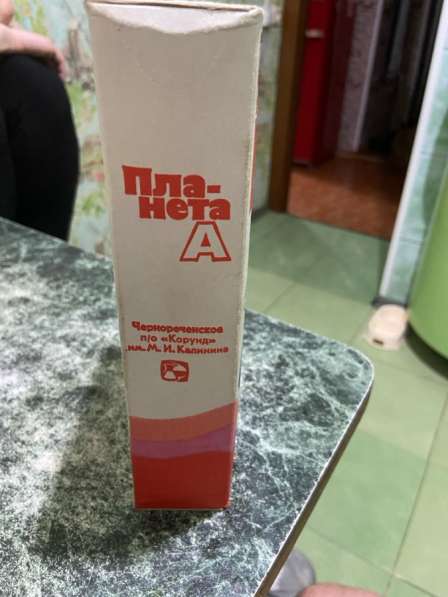 Пла-
нета
А
Чернореченское
п/о «Корунд»
им. М. И. Калинина